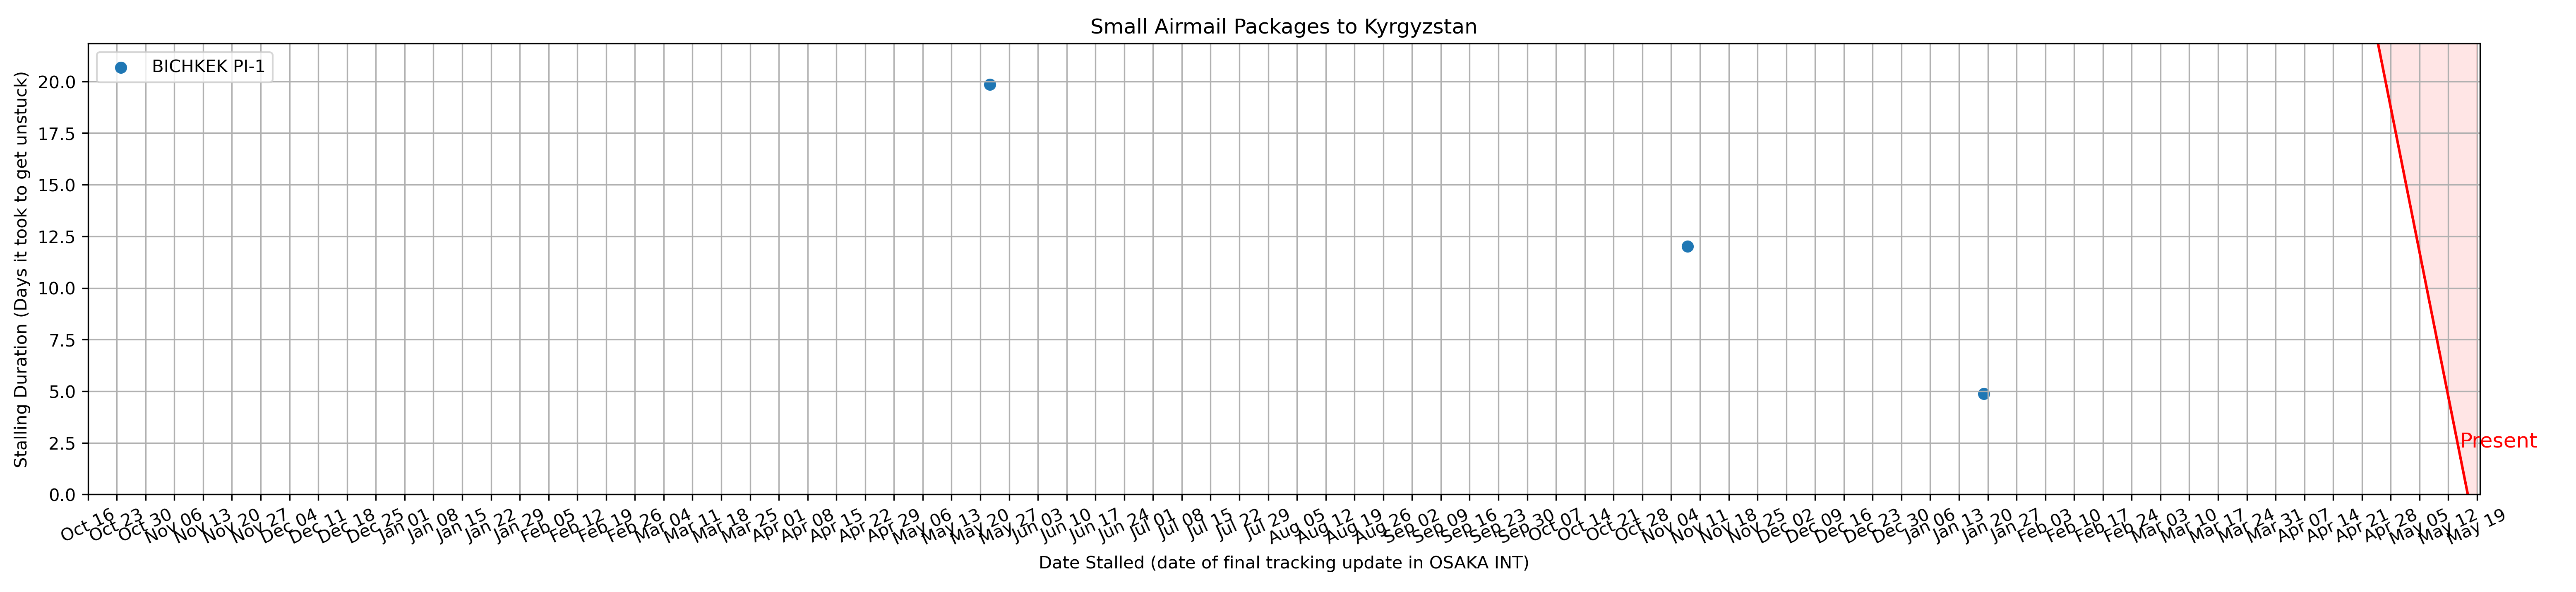 Small Airmail Packages to Kyrgyzstan
BICHKEK PI-1
Stalling Duration (Days it took to get unstuck)
20.0
17.5
15.0
12.5
10.0
7.5
5.0
2.5
0.0
Present
Oct 16
Oct 23
Oct 30
Nov 06
Nov 13
Nov 20
Nov 27
Dec 04
Dec 11
Dec 18
Dec 25
Jan 01
Jan 08
Jan 15
Jan 22
Jan 29
Feb 05
Feb 12
Feb 19
Feb 26
Mar 04
Mar 11
Mar 18
Mar 25
Apr 01
Apr 08
Apr 15
Apr 22
Apr 29
May 06
May 13
May 20
May 27
Jun 03
Jun 10
Jun 17
Jun 24
Jul 01
Jul 08
Jul 15
Jul 22
Jul 29
Aug 05
Aug 12
Aug 19
Aug 26
Sep 02
Sep 09
Sep 16
Sep 23
Sep 30
Oct 07
Oct 14
Oct 21
Oct 28
Nov 04
Nov 11
Nov 18
Nov 25
Dec 02
Dec 09
Dec 16
Dec 23
Dec 30
Jan 06
Jan 13
Jan 20
Jan 27
Feb 03
Feb 10
Feb 17
Feb 24
Mar 03
Mar 10
Mar 17
Mar 24
Mar 31
Apr 07
Apr 14
Apr 21
Apr 28
May 05
May 12
May 19
Date Stalled (date of final tracking update in OSAKA INT)